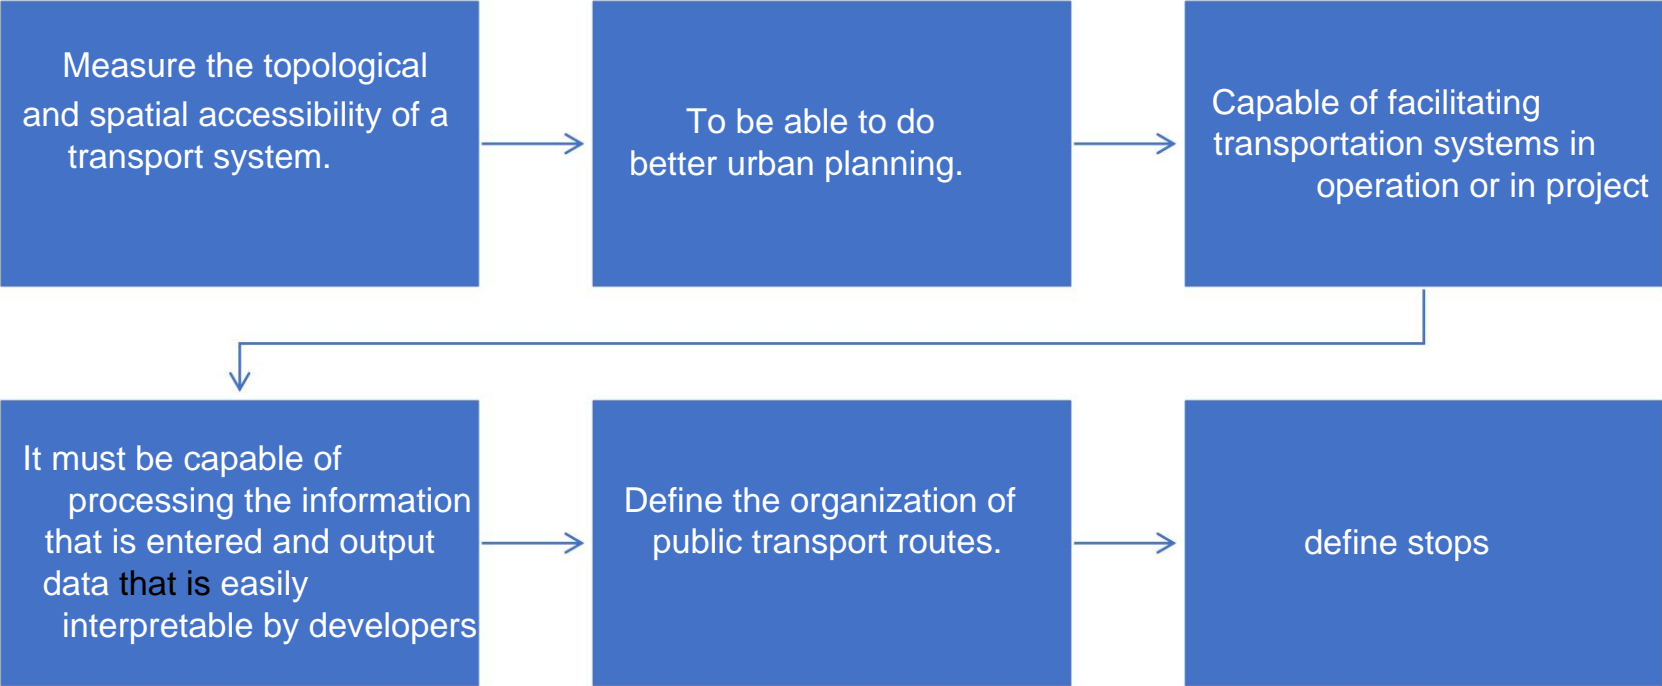 Measure the topological
and spatial accessibility of a
transport system.
To be able to do
better urban planning.
Capable of facilitating
transportation systems in
operation or in project
It must be capable of
processing the information
that is entered and output
data that is easily
interpretable by developers
Define the organization of
public transport routes.
define stops